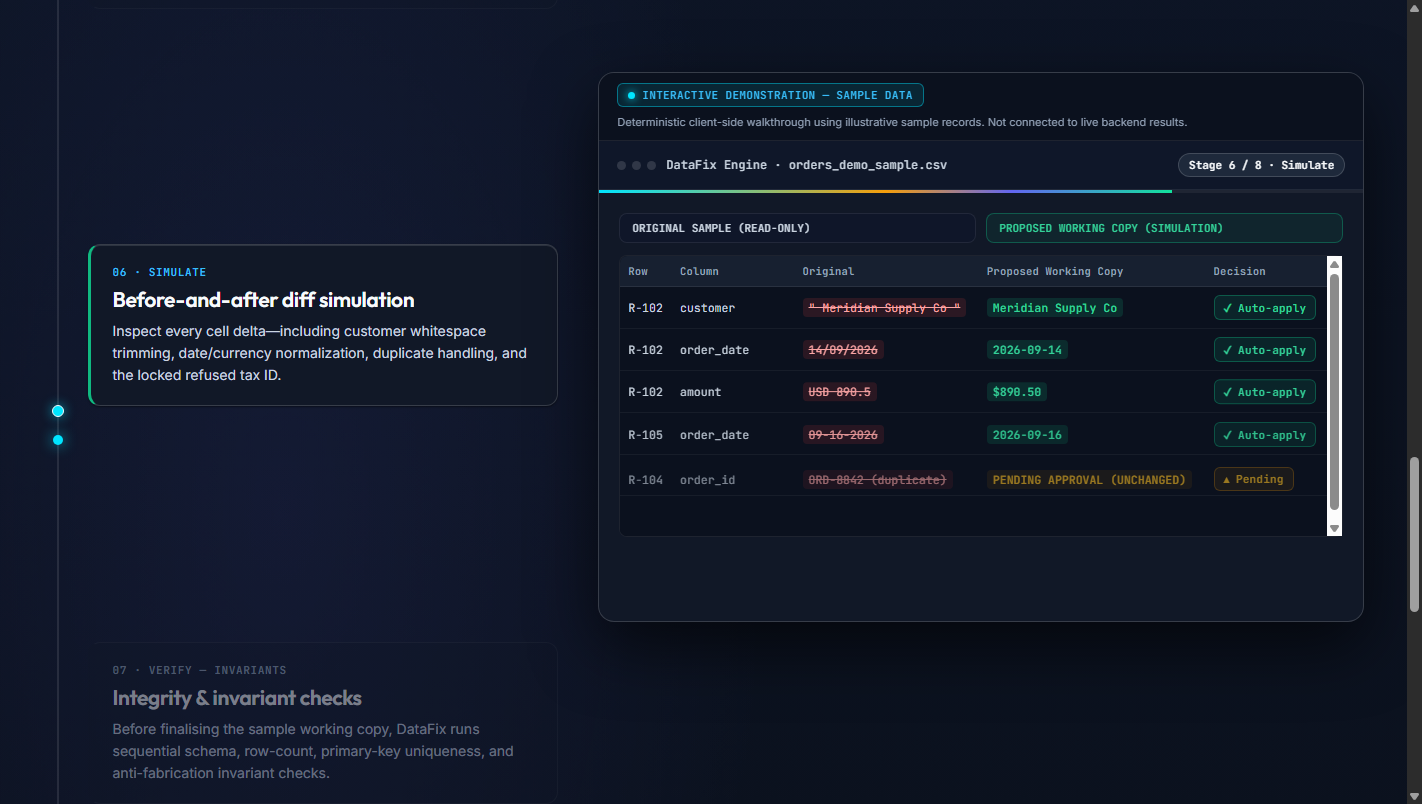 INTERACTIVE DEMONSTRATION — SAMPLE DATA
Deterministic client-side walkthrough using illustrative sample records. Not connected to live backend results.
DataFix Engine · orders_demo_sample.csv
Stage 6 / 8 · Simulate
ORIGINAL SAMPLE (READ-ONLY)
PROPOSED WORKING COPY (SIMULATION)
Row Column Original Proposed Working Copy Decision
R-102 customer " Meridian Supply Co " Meridian Supply Co ✓ Auto-apply
R-102 order_date 14/09/2026 2026-09-14 ✓ Auto-apply
R-102 amount USD 890.5 $890.50 ✓ Auto-apply
R-105 order_date 09-16-2026 2026-09-16 ✓ Auto-apply
R-104 order_id ORD-8842 (duplicate) PENDING APPROVAL (UNCHANGED) ▲ Pending
06 · SIMULATE
Before-and-after diff simulation
Inspect every cell delta—including customer whitespace
trimming, date/currency normalization, duplicate handling, and
the locked refused tax ID.
07 · VERIFY — INVARIANTS
Integrity & invariant checks
Before finalising the sample working copy, DataFix runs
sequential schema, row-count, primary-key uniqueness, and
anti-fabrication invariant checks.